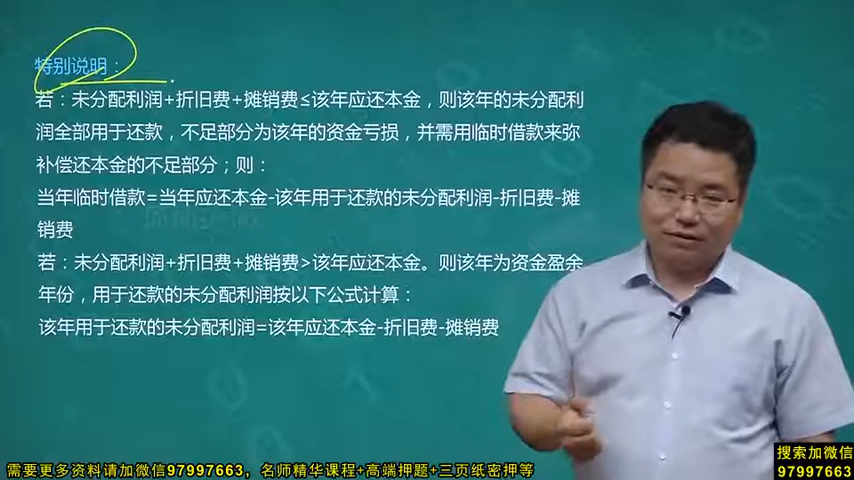 特别说明：
若：未分配利润+折旧费+摊销费≤该年应还本金，则该年的未分配利
润全部用于还款，不足部分为该年的资金亏损，并需用临时借款来弥
补偿还本金的不足部分；则：
当年临时借款=当年应还本金-该年用于还款的未分配利润-折旧费-摊
销费
若：未分配利润+折旧费+摊销费>该年应还本金。则该年为资金盈余
年份，用于还款的未分配利润按以下公式计算：
该年用于还款的未分配利润=该年应还本金-折旧费-摊销费
需要更多资料请加微信97997663，名师精华课程+高端押题+三页纸密押等
搜索加微信
97997663